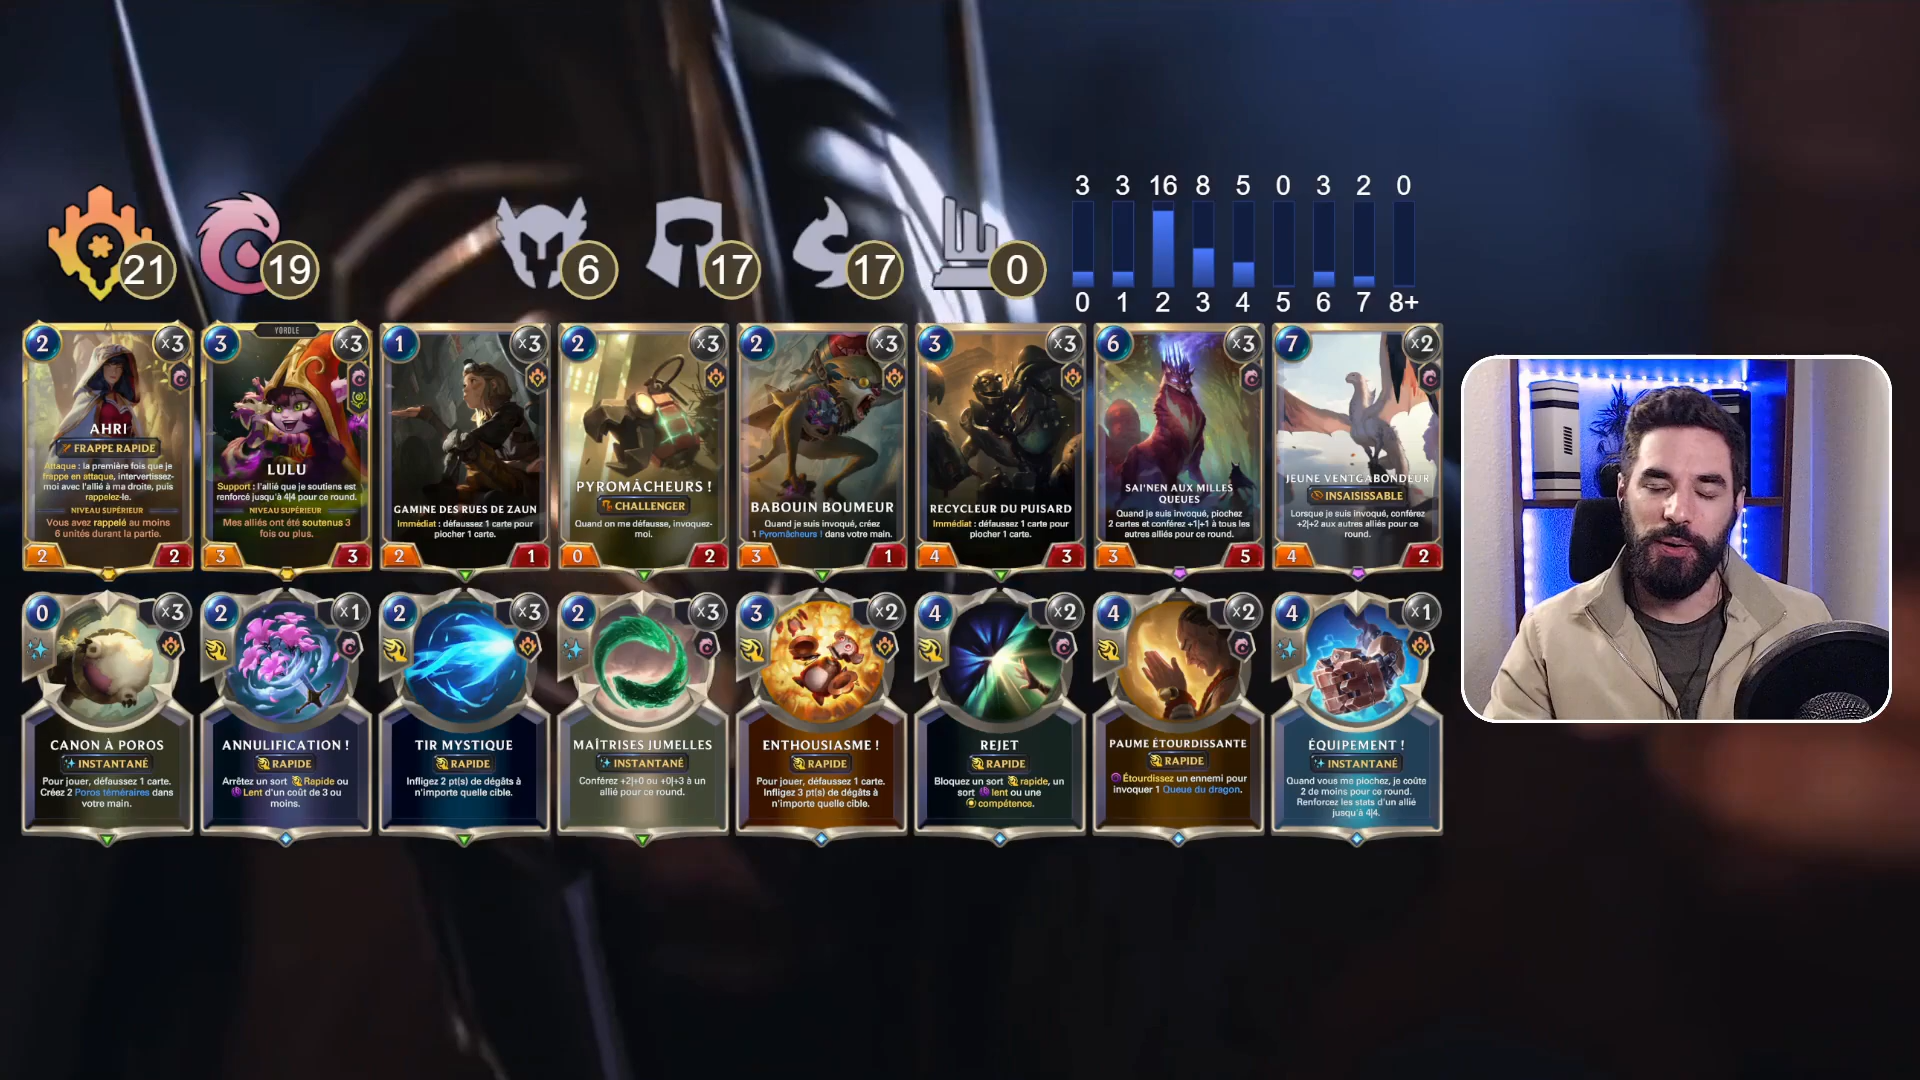 3 3 16 8 5 0 3 2 0
21 19 6 17 17 0
0 1 2 3 4 5 6 7 8+
2 x3
AHRI
FRAPPE RAPIDE
Attaque : la première fois que je
frappe en attaque, intervertissez-
moi avec l'allié à ma droite, puis
rappelez-le.
NIVEAU SUPÉRIEUR
Vous avez rappelé au moins
6 unités durant la partie.
2 2
YORDLE
3 x3
LULU
Support : l'allié que je soutiens est
renforcé jusqu'à 4|4 pour ce round.
NIVEAU SUPÉRIEUR
Mes alliés ont été soutenus 3
fois ou plus.
3 3
1 x3
GAMINE DES RUES DE ZAUN
Immédiat : défaussez 1 carte pour
piocher 1 carte.
2 1
2 x3
PYROMÂCHEURS !
CHALLENGER
Quand on me défausse, invoquez-
moi.
0 2
2 x3
BABOUIN BOUMEUR
Quand je suis invoqué, créez
1 Pyromâcheurs ! dans votre main.
3 1
3 x3
RECYCLEUR DU PUISARD
Immédiat : défaussez 1 carte pour
piocher 1 carte.
4 3
6 x3
SAI'NEN AUX MILLES
QUEUES
Quand je suis invoqué, piochez
2 cartes et conférez +1|+1 à tous les
autres alliés pour ce round.
3 5
7 x2
JEUNE VENTGABONDEUR
INSAISISSABLE
Lorsque je suis invoqué, conférez
+2|+2 aux autres alliés pour ce
round.
4 2
0 x3
CANON À POROS
INSTANTANÉ
Pour jouer, défaussez 1 carte.
Créez 2 Poros téméraires dans
votre main.
2 x1
ANNULIFICATION !
RAPIDE
Arrêtez un sort Rapide ou
Lent d'un coût de 3 ou
moins.
2 x3
TIR MYSTIQUE
RAPIDE
Infligez 2 pt(s) de dégâts à
n'importe quelle cible.
2 x3
MAÎTRISES JUMELLES
INSTANTANÉ
Conférez +2|+0 ou +0|+3 à un
allié pour ce round.
3 x2
ENTHOUSIASME !
RAPIDE
Pour jouer, défaussez 1 carte.
Infligez 3 pt(s) de dégâts à
n'importe quelle cible.
4 x2
REJET
RAPIDE
Bloquez un sort rapide, un
sort lent ou une
compétence.
4 x2
PAUME ÉTOURDISSANTE
RAPIDE
Étourdissez un ennemi pour
invoquer 1 Queue du dragon.
4 x1
ÉQUIPEMENT !
INSTANTANÉ
Quand vous me piochez, je coûte
2 de moins pour ce round.
Renforcez les stats d'un allié
jusqu'à 4|4.